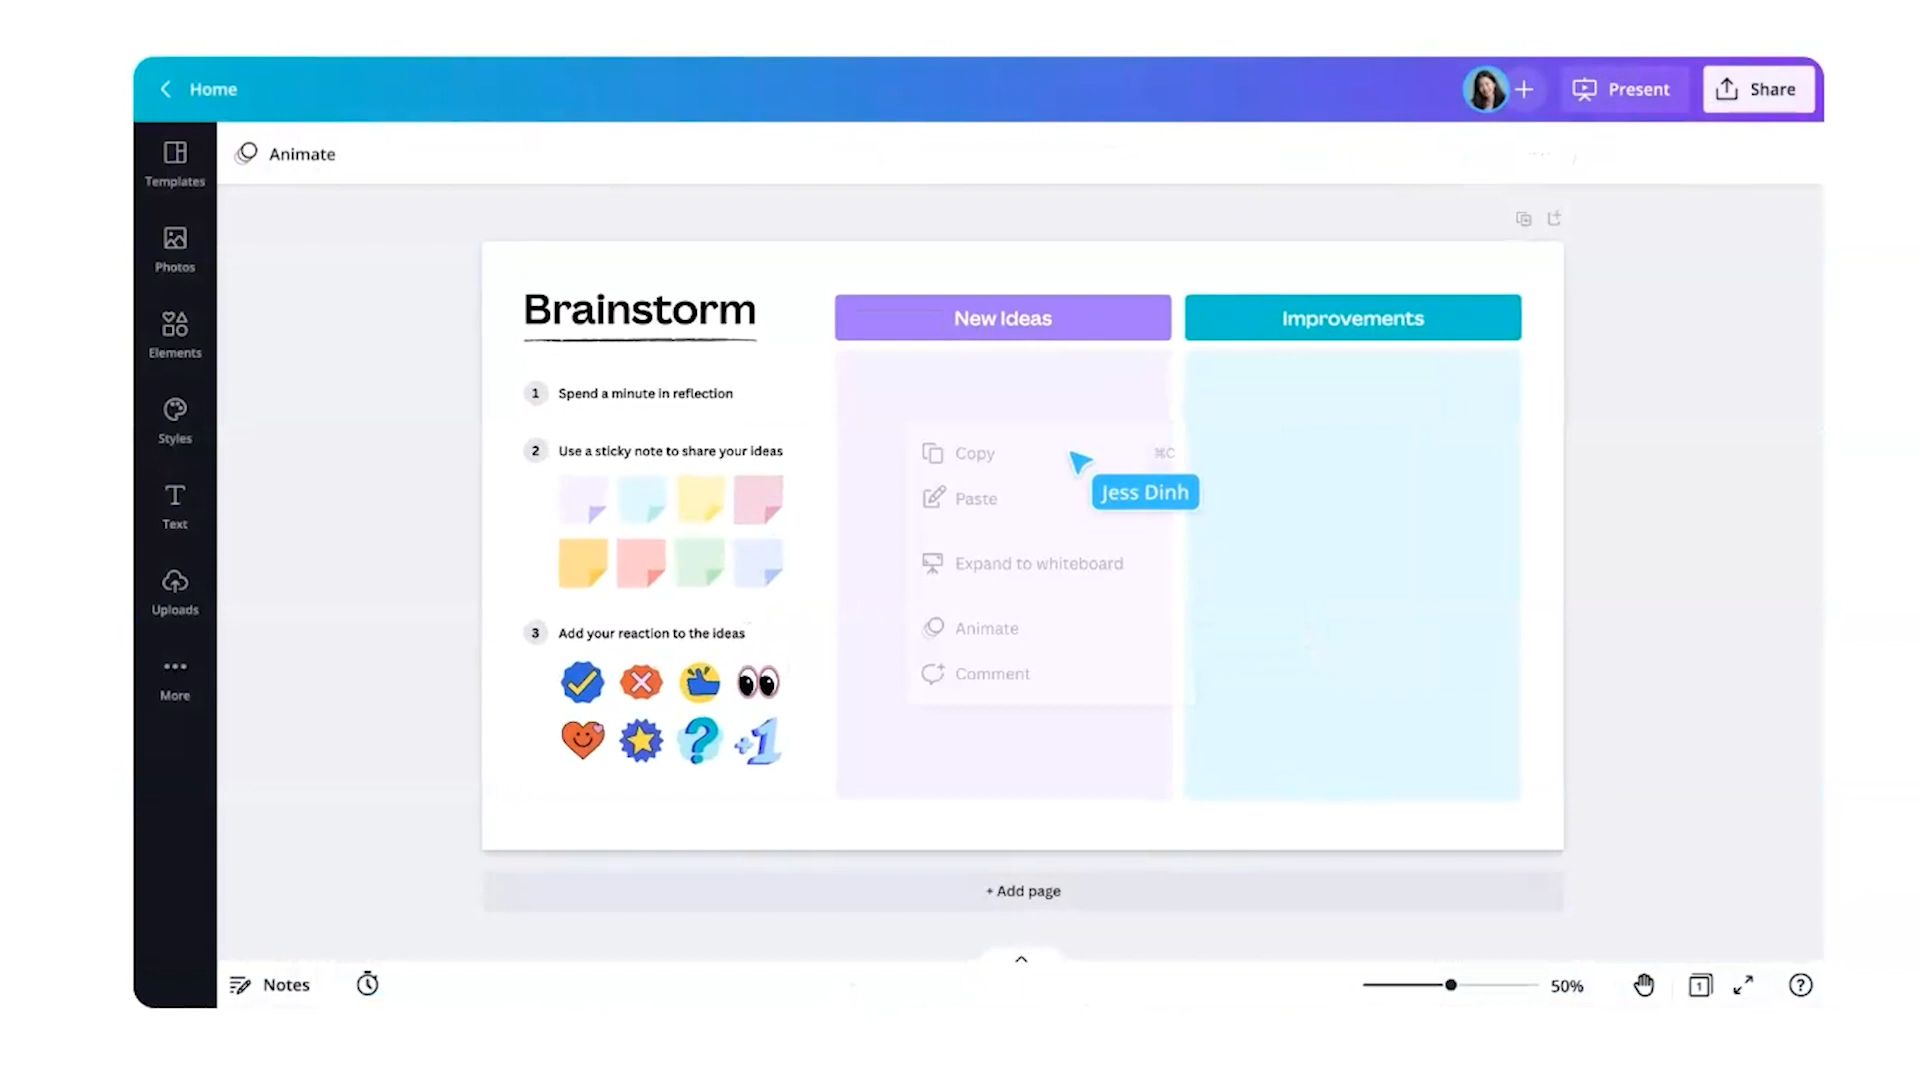 Home
Present
Share
Templates
Animate
Photos
Elements
Styles
Text
Uploads
More
Brainstorm
1 Spend a minute in reflection
2 Use a sticky note to share your ideas
3 Add your reaction to the ideas
?
+1
New Ideas
Improvements
Copy ⌘C
Paste
Expand to whiteboard
Animate
Comment
Jess Dinh
+ Add page
Notes
50%
1
?